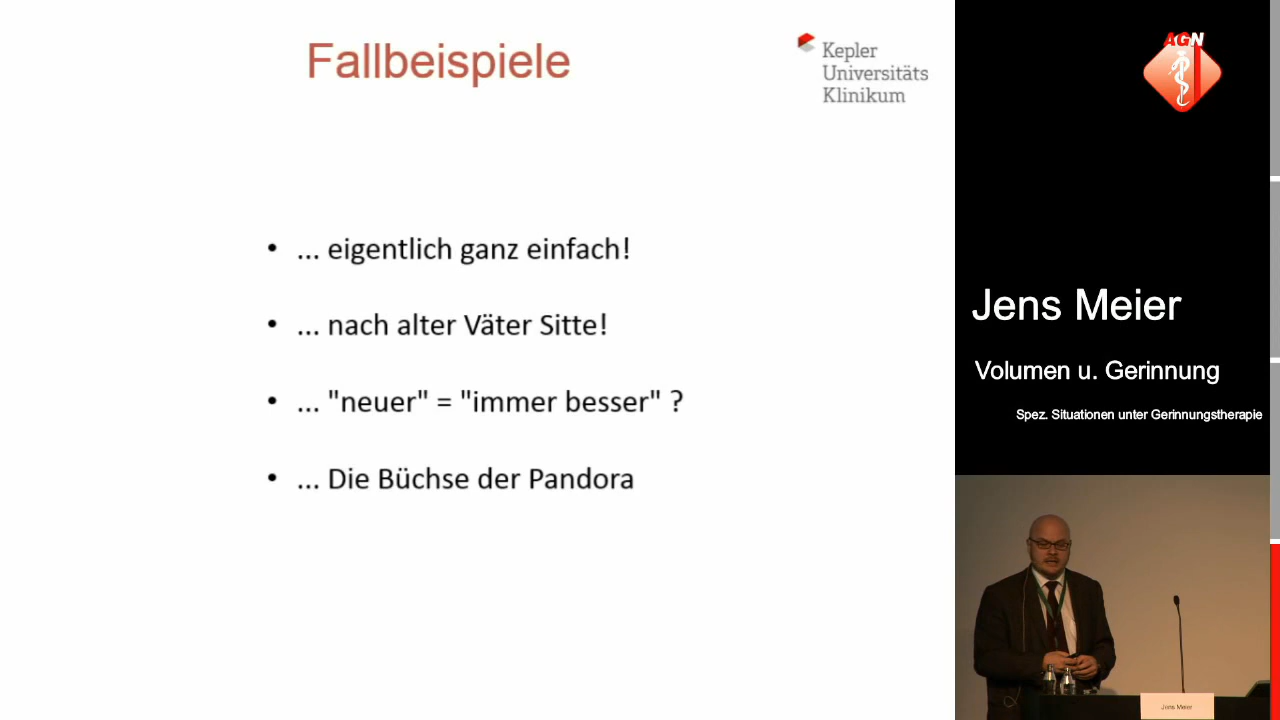 Fallbeispiele
Kepler
Universitäts
Klinikum
• ... eigentlich ganz einfach!
• ... nach alter Väter Sitte!
• ... "neuer" = "immer besser" ?
• ... Die Büchse der Pandora
AGN
Jens Meier
Volumen u. Gerinnung
Spez. Situationen unter Gerinnungstherapie
Jens Meier